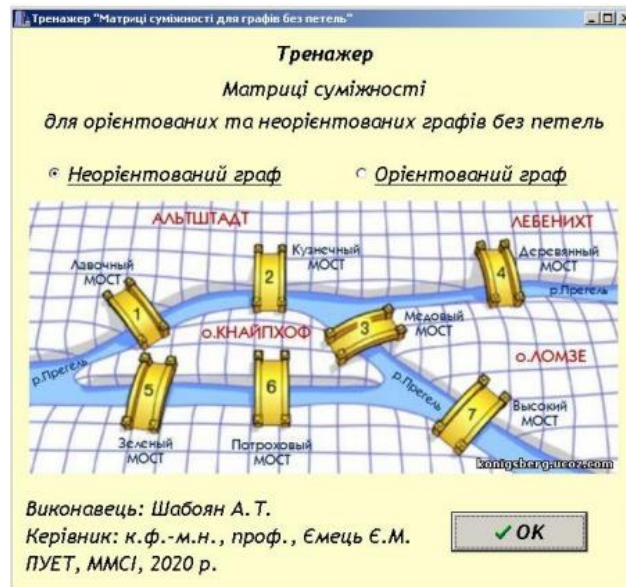 Тренажер "Матриці суміжності для графів без петель"
Тренажер
Матриці суміжності
для орієнтованих та неорієнтованих графів без петель
Неорієнтований граф
Орієнтований граф
АЛЬТШТАДТ
ЛЕБЕНИХТ
Кузнечный
МОСТ
Деревянный
МОСТ
Лавочный
МОСТ
2
4
р.Прегель
1
Медовый
МОСТ
о.КНАЙПХОФ
3
о.ЛОМЗЕ
р.Прегель
5
6
р.Прегель
7
Высокий
МОСТ
Зеленый
МОСТ
Потроховый
МОСТ
konigsberg.ucoz.com
Виконавець: Шабоян А.Т.
Керівник: к.ф.-м.н., проф., Ємець Є.М.
ПУЕТ, ММСІ, 2020 р.
OK